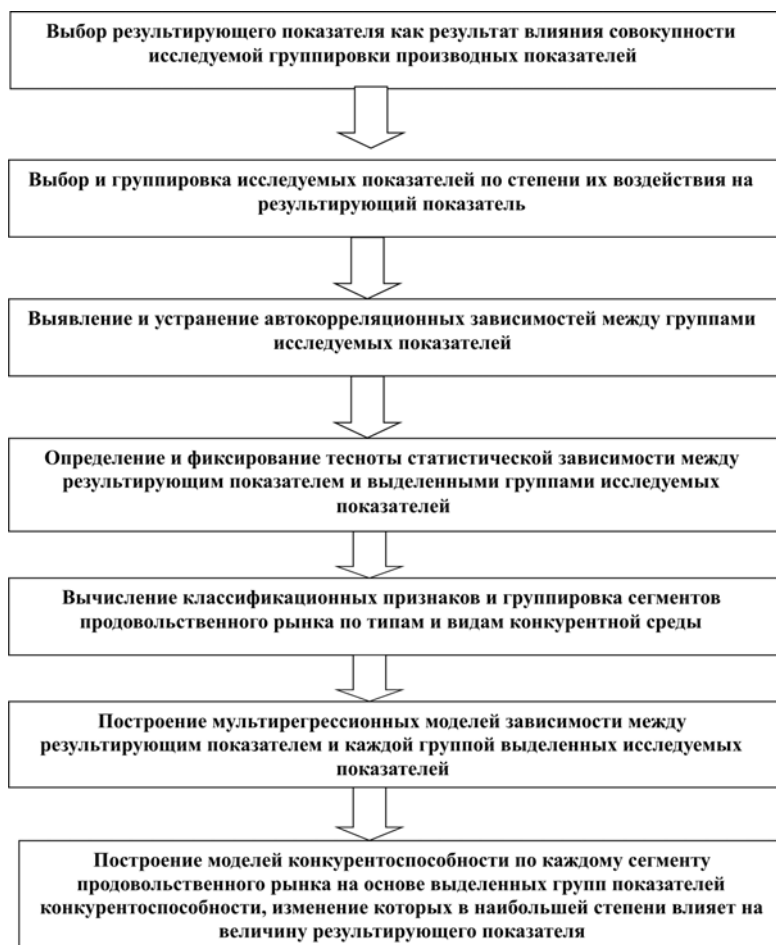 Выбор результирующего показателя как результат влияния совокупности
исследуемой группировки производных показателей
Выбор и группировка исследуемых показателей по степени их воздействия на
результирующий показатель
Выявление и устранение автокорреляционных зависимостей между группами
исследуемых показателей
Определение и фиксирование тесноты статистической зависимости между
результирующим показателем и выделенными группами исследуемых
показателей
Вычисление классификационных признаков и группировка сегментов
продовольственного рынка по типам и видам конкурентной среды
Построение мультирегрессионных моделей зависимости между
результирующим показателем и каждой группой выделенных исследуемых
показателей
Построение моделей конкурентоспособности по каждому сегменту
продовольственного рынка на основе выделенных групп показателей
конкурентоспособности, изменение которых в наибольшей степени влияет на
величину результирующего показателя